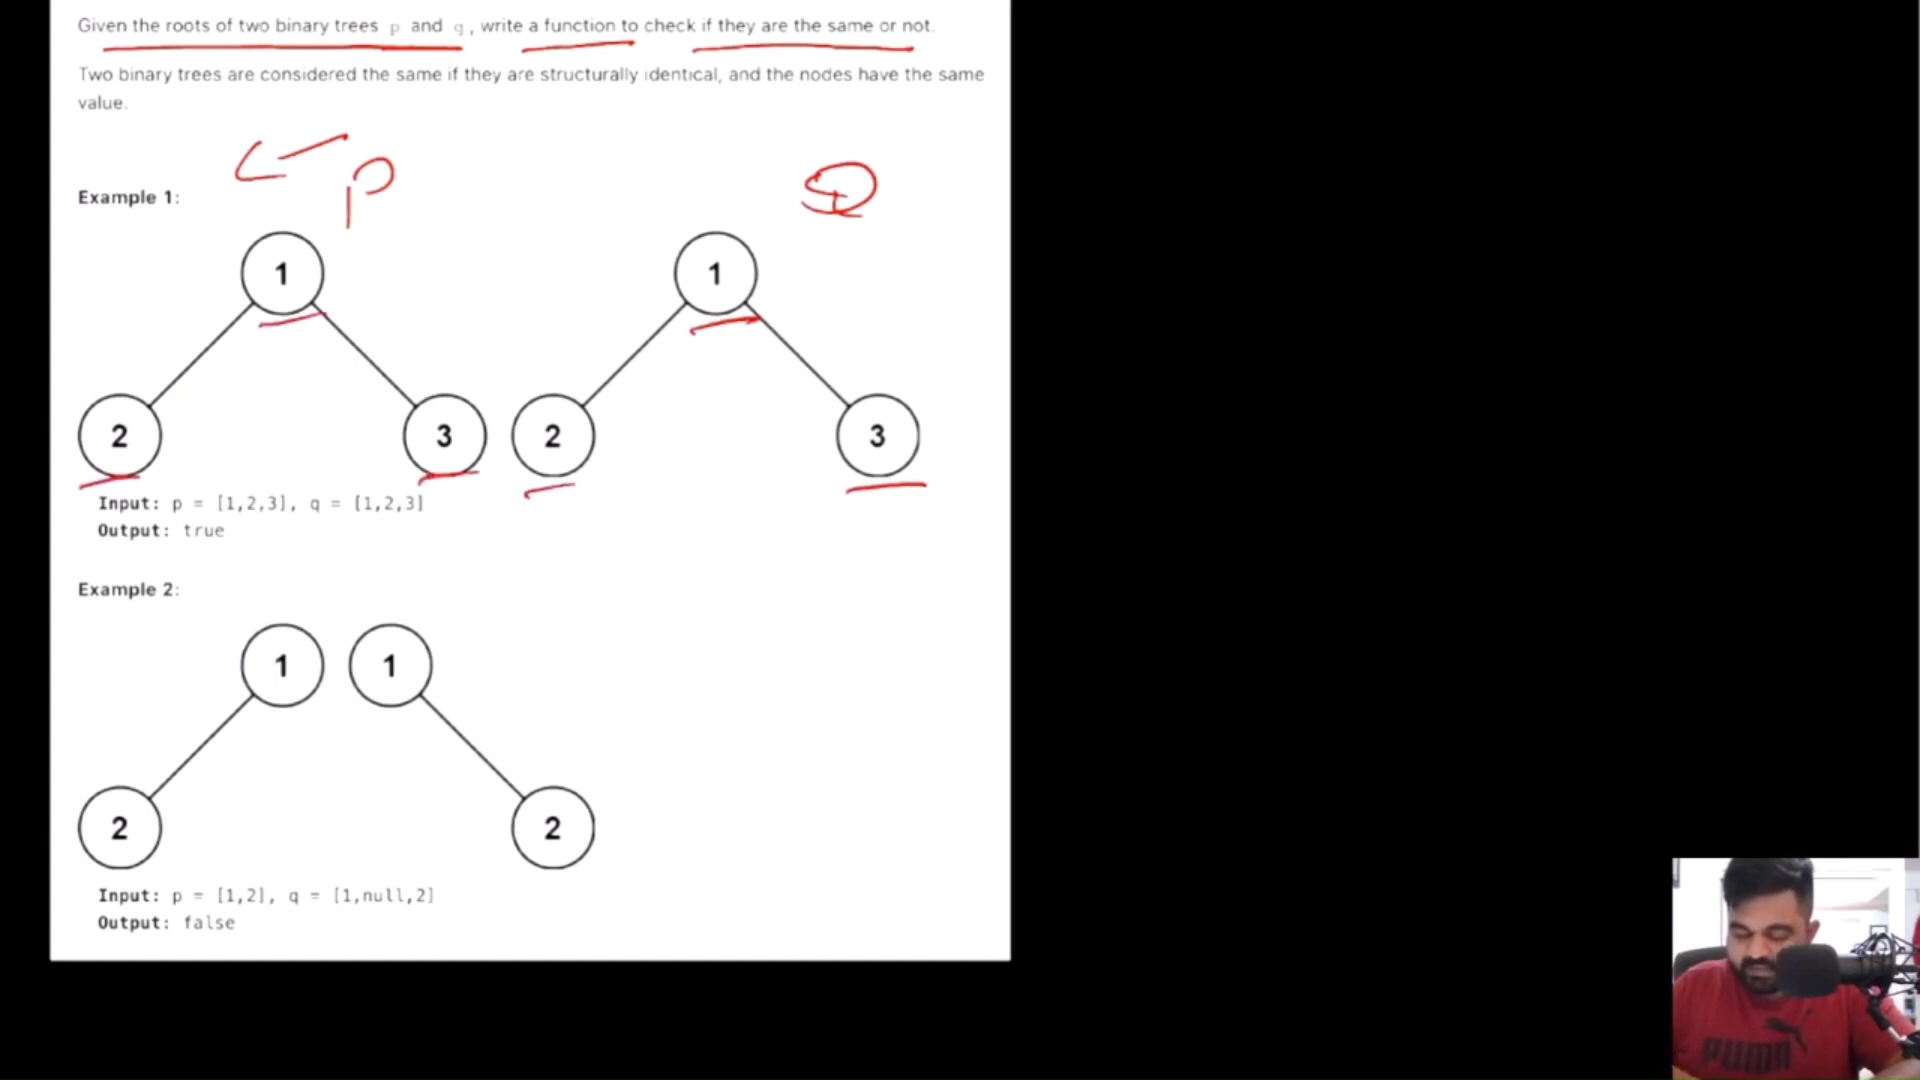 Given the roots of two binary trees p and q, write a function to check if they are the same or not.
Two binary trees are considered the same if they are structurally identical, and the nodes have the same
value.
P
Q
Example 1:
1 1
2 3 2 3
Input: p = [1,2,3], q = [1,2,3]
Output: true
Example 2:
1 1
2 2
Input: p = [1,2], q = [1,null,2]
Output: false
PUMA